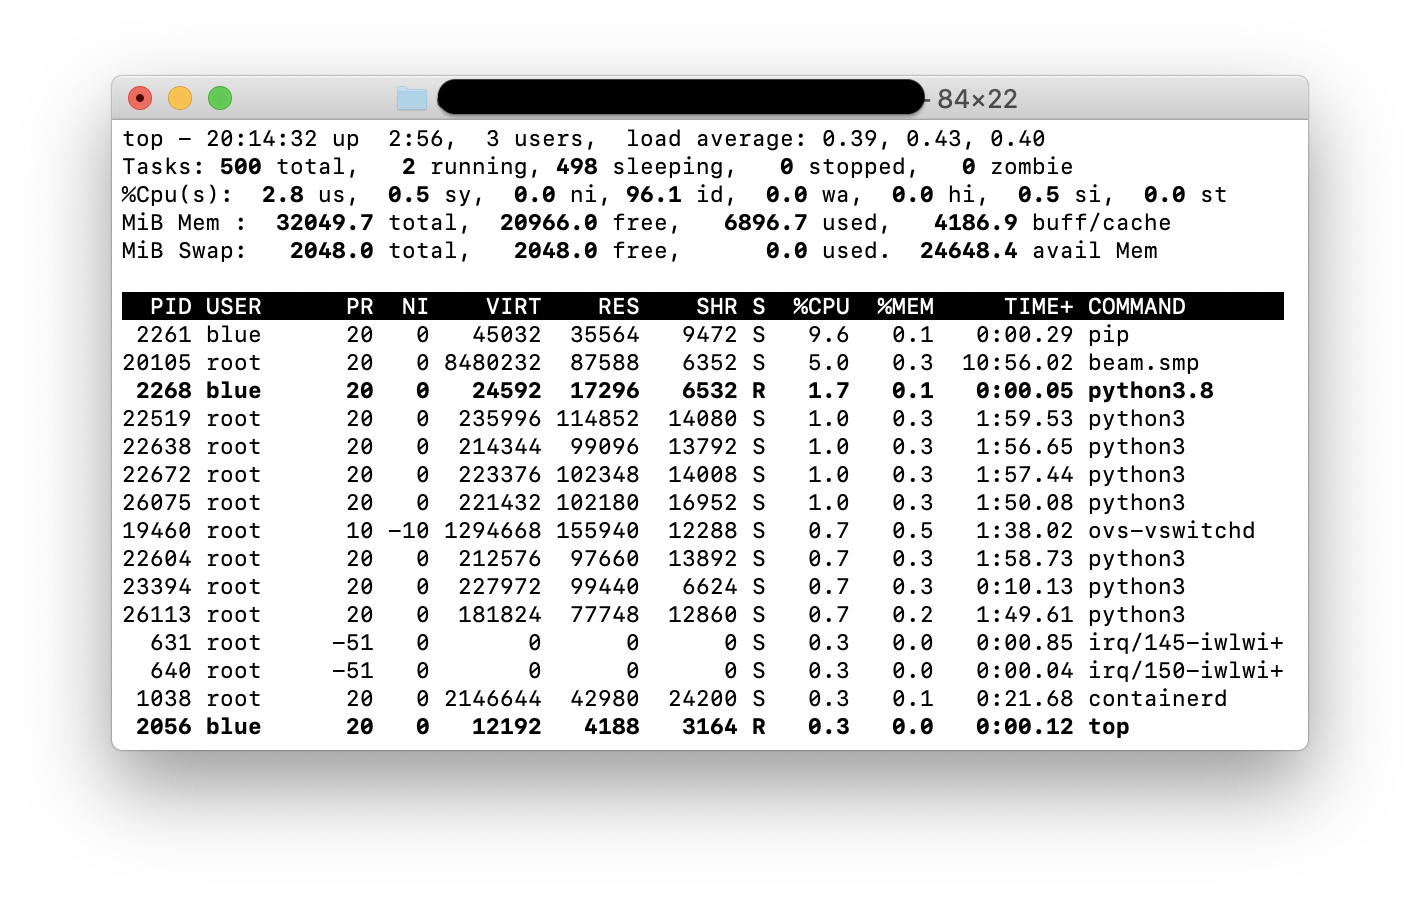 - 84×22
top - 20:14:32 up  2:56,  3 users,  load average: 0.39, 0.43, 0.40
Tasks: 500 total,   2 running, 498 sleeping,   0 stopped,   0 zombie
%Cpu(s):  2.8 us,  0.5 sy,  0.0 ni, 96.1 id,  0.0 wa,  0.0 hi,  0.5 si,  0.0 st
MiB Mem :  32049.7 total,  20966.0 free,   6896.7 used,   4186.9 buff/cache
MiB Swap:   2048.0 total,   2048.0 free,      0.0 used.  24648.4 avail Mem
  PID USER      PR  NI    VIRT    RES    SHR S  %CPU  %MEM     TIME+ COMMAND
 2261 blue      20   0   45032  35564   9472 S   9.6   0.1   0:00.29 pip
20105 root      20   0 8480232  87588   6352 S   5.0   0.3  10:56.02 beam.smp
 2268 blue      20   0   24592  17296   6532 R   1.7   0.1   0:00.05 python3.8
22519 root      20   0  235996 114852  14080 S   1.0   0.3   1:59.53 python3
22638 root      20   0  214344  99096  13792 S   1.0   0.3   1:56.65 python3
22672 root      20   0  223376 102348  14008 S   1.0   0.3   1:57.44 python3
26075 root      20   0  221432 102180  16952 S   1.0   0.3   1:50.08 python3
19460 root      10 -10 1294668 155940  12288 S   0.7   0.5   1:38.02 ovs-vswitchd
22604 root      20   0  212576  97660  13892 S   0.7   0.3   1:58.73 python3
23394 root      20   0  227972  99440   6624 S   0.7   0.3   0:10.13 python3
26113 root      20   0  181824  77748  12860 S   0.7   0.2   1:49.61 python3
  631 root     -51   0       0      0      0 S   0.3   0.0   0:00.85 irq/145-iwlwi+
  640 root     -51   0       0      0      0 S   0.3   0.0   0:00.04 irq/150-iwlwi+
 1038 root      20   0 2146644  42980  24200 S   0.3   0.1   0:21.68 containerd
 2056 blue      20   0   12192   4188   3164 R   0.3   0.0   0:00.12 top